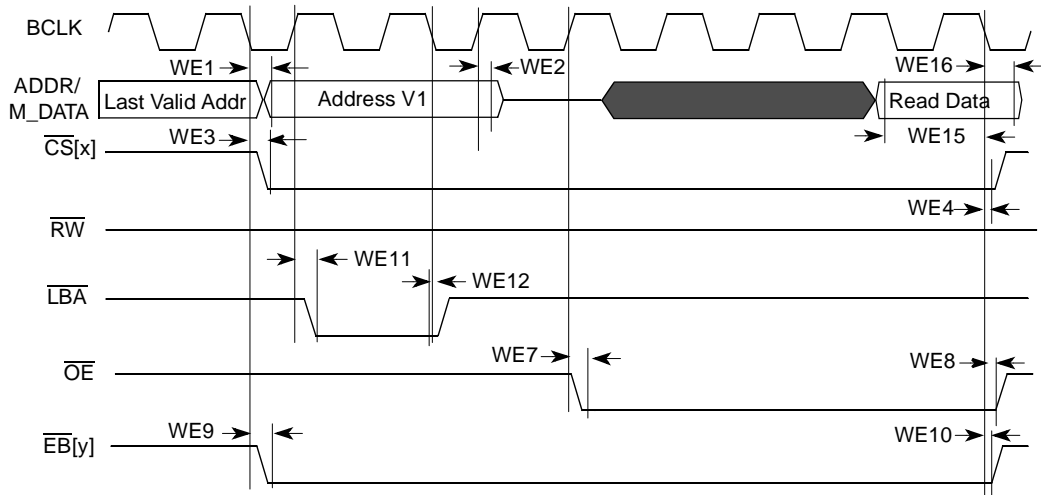 BCLK
WE1
WE2
WE16
ADDR/
M_DATA
Last Valid Addr
Address V1
Read Data
WE3
WE15
CS[x]
WE4
RW
WE11
WE12
LBA
WE7
WE8
OE
WE9
WE10
EB[y]